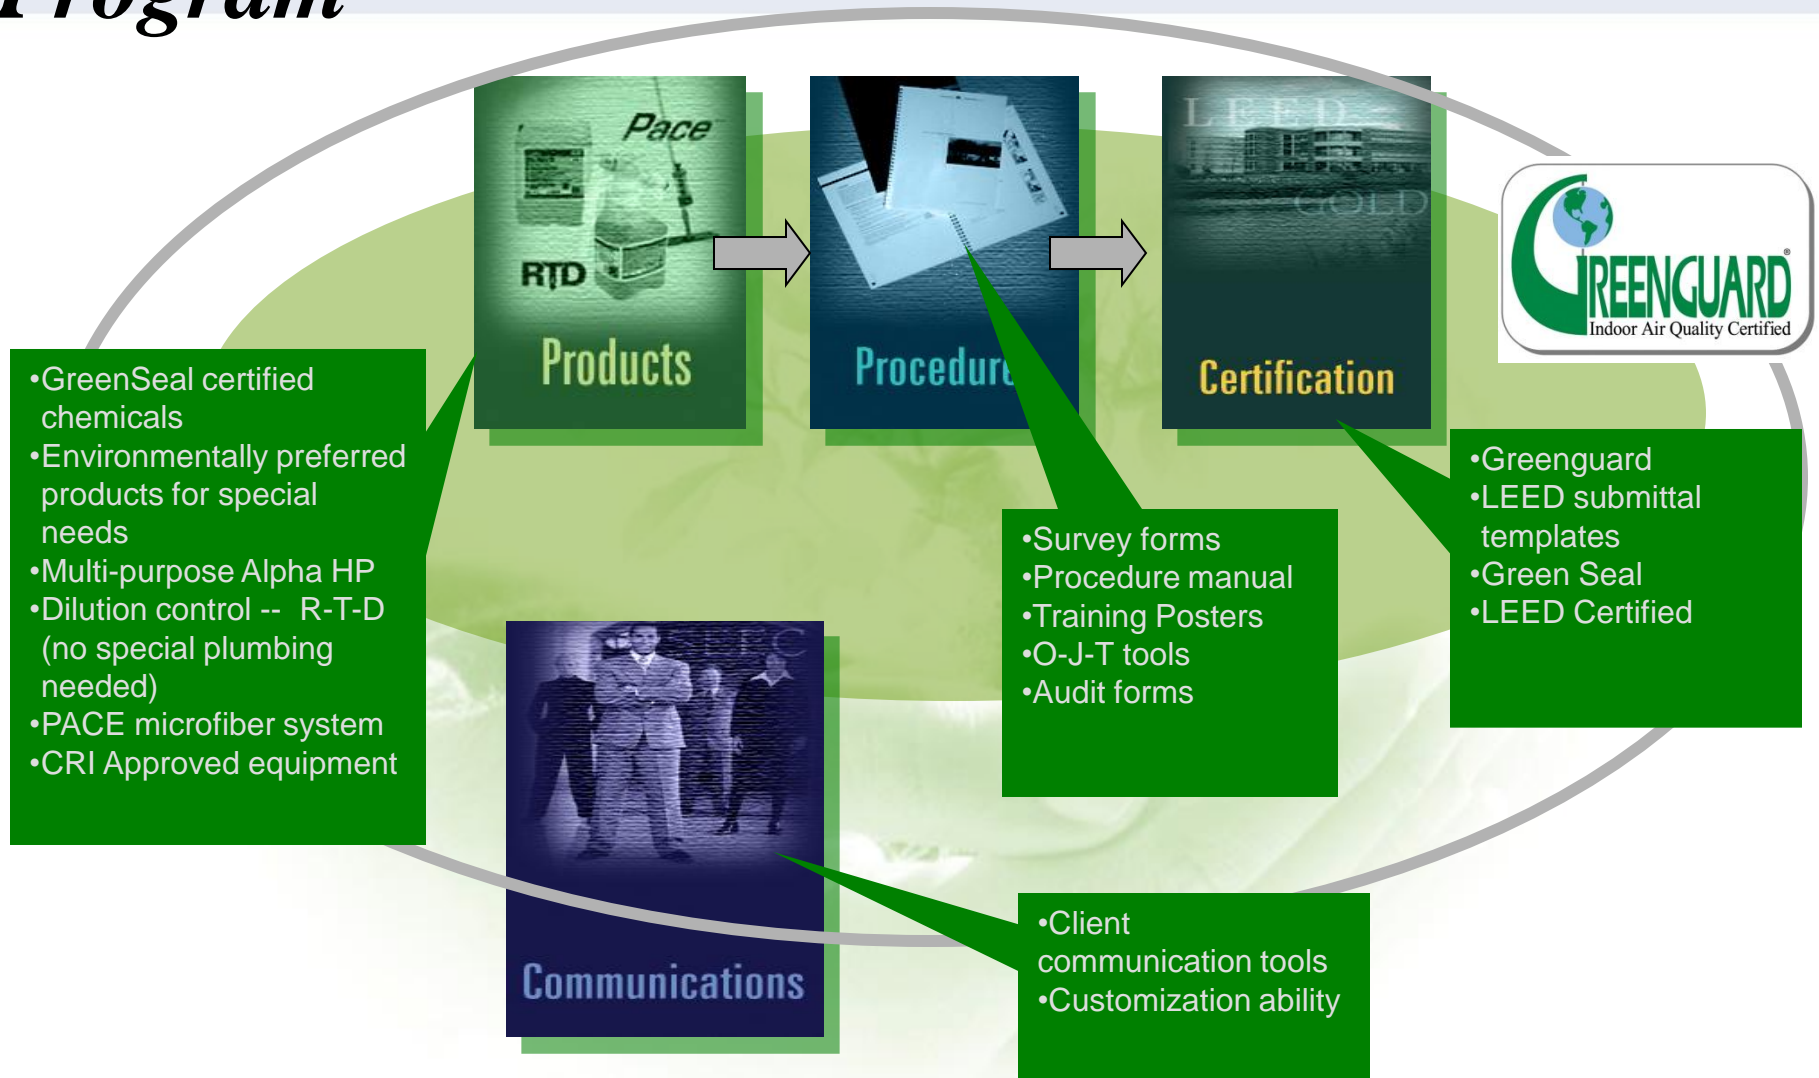 Program
Pace
RTD
Products
Procedure
LEED
GOLD
Certification
GREENGUARD®
Indoor Air Quality Certified
•GreenSeal certified
chemicals
•Environmentally preferred
products for special
needs
•Multi-purpose Alpha HP
•Dilution control -- R-T-D
(no special plumbing
needed)
•PACE microfiber system
•CRI Approved equipment
•Survey forms
•Procedure manual
•Training Posters
•O-J-T tools
•Audit forms
•Greenguard
•LEED submittal
templates
•Green Seal
•LEED Certified
Communications
•Client
communication tools
•Customization ability